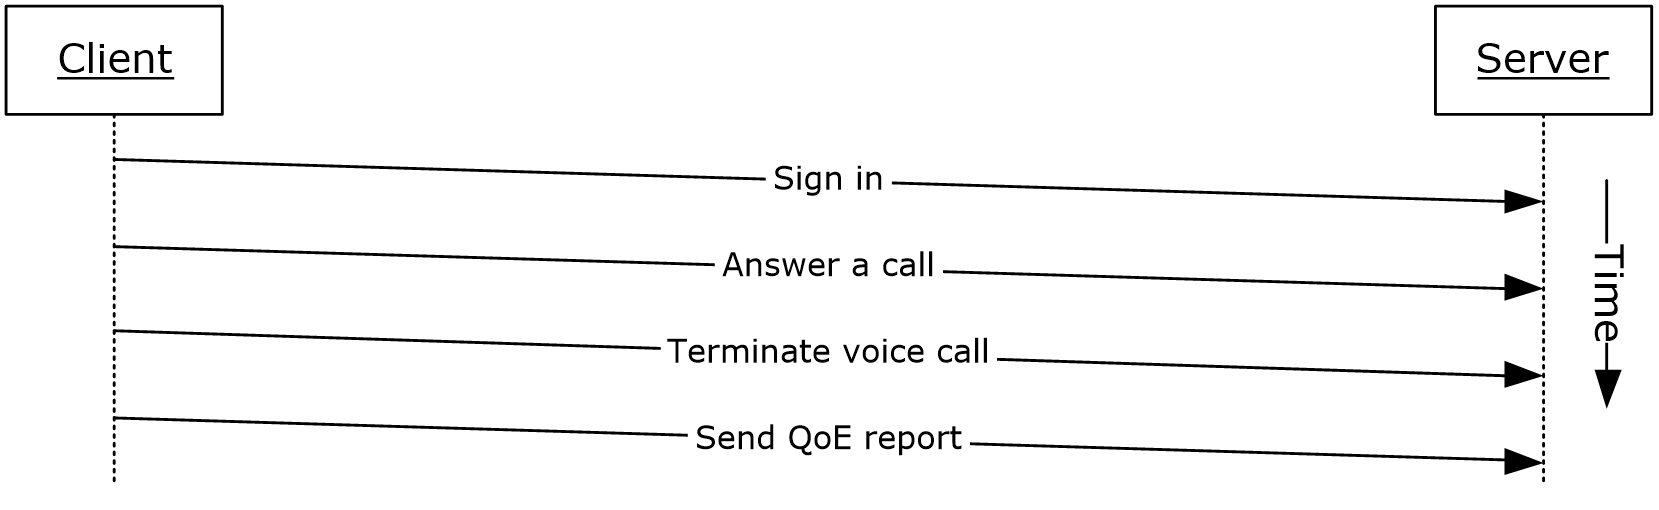 Client
Server
Sign in
Answer a call
Time
Terminate voice call
Send QoE report